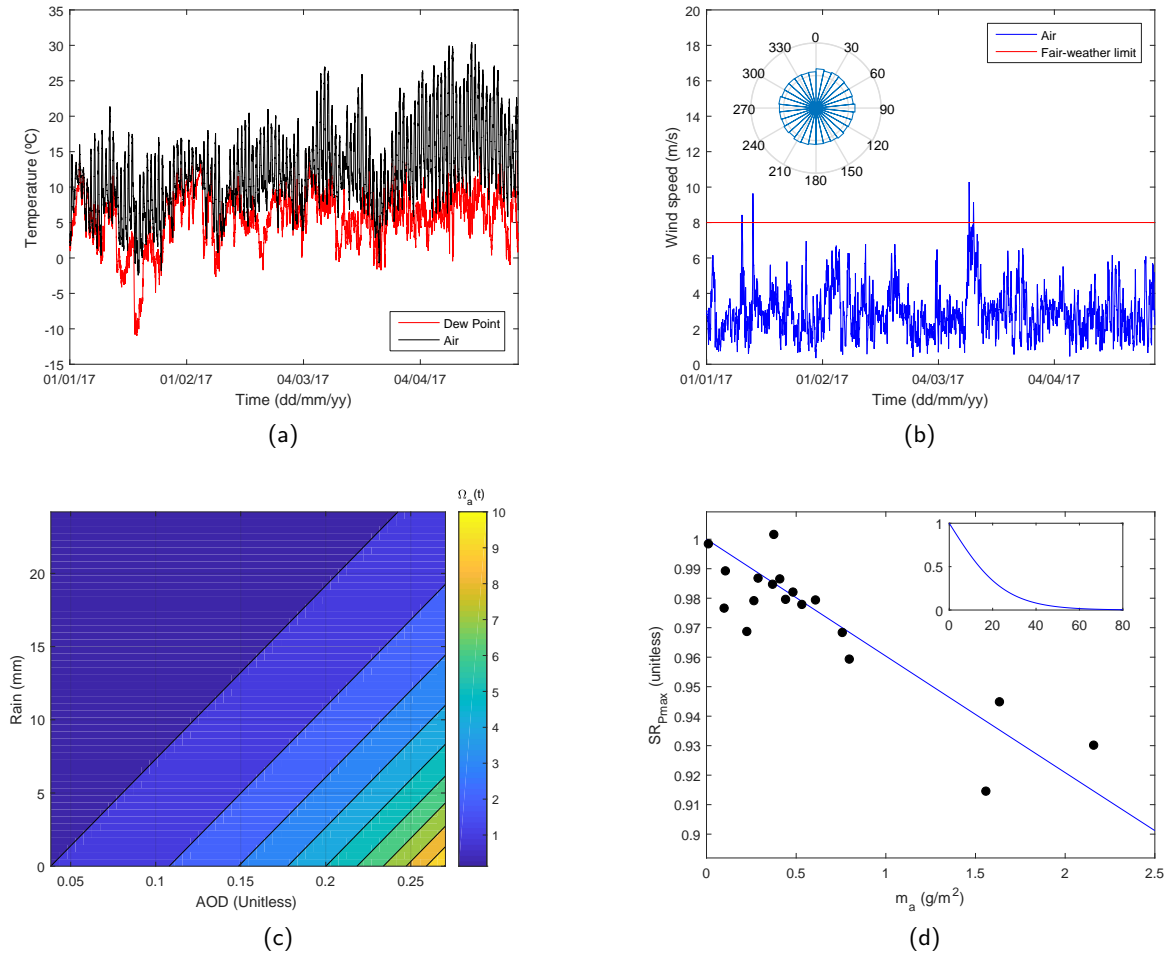 35
30
25
20
15
10
5
0
-5
-10
-15
Temperature (ºC)
01/01/17 01/02/17 04/03/17 04/04/17
Time (dd/mm/yy)
Dew Point
Air
(a)
20
18
16
14
12
10
8
6
4
2
0
Wind speed (m/s)
01/01/17 01/02/17 04/03/17 04/04/17
Time (dd/mm/yy)
Air
Fair-weather limit
0
30
60
90
120
150
180
210
240
270
300
330
(b)
Ω_a(t)
10
9
8
7
6
5
4
3
2
1
20
15
10
5
0
Rain (mm)
0.05 0.1 0.15 0.2 0.25
AOD (Unitless)
(c)
1
0.99
0.98
0.97
0.96
0.95
0.94
0.93
0.92
0.91
0.9
SR_Pmax (unitless)
0 0.5 1 1.5 2 2.5
m_a (g/m²)
1
0.5
0
0 20 40 60 80
(d)